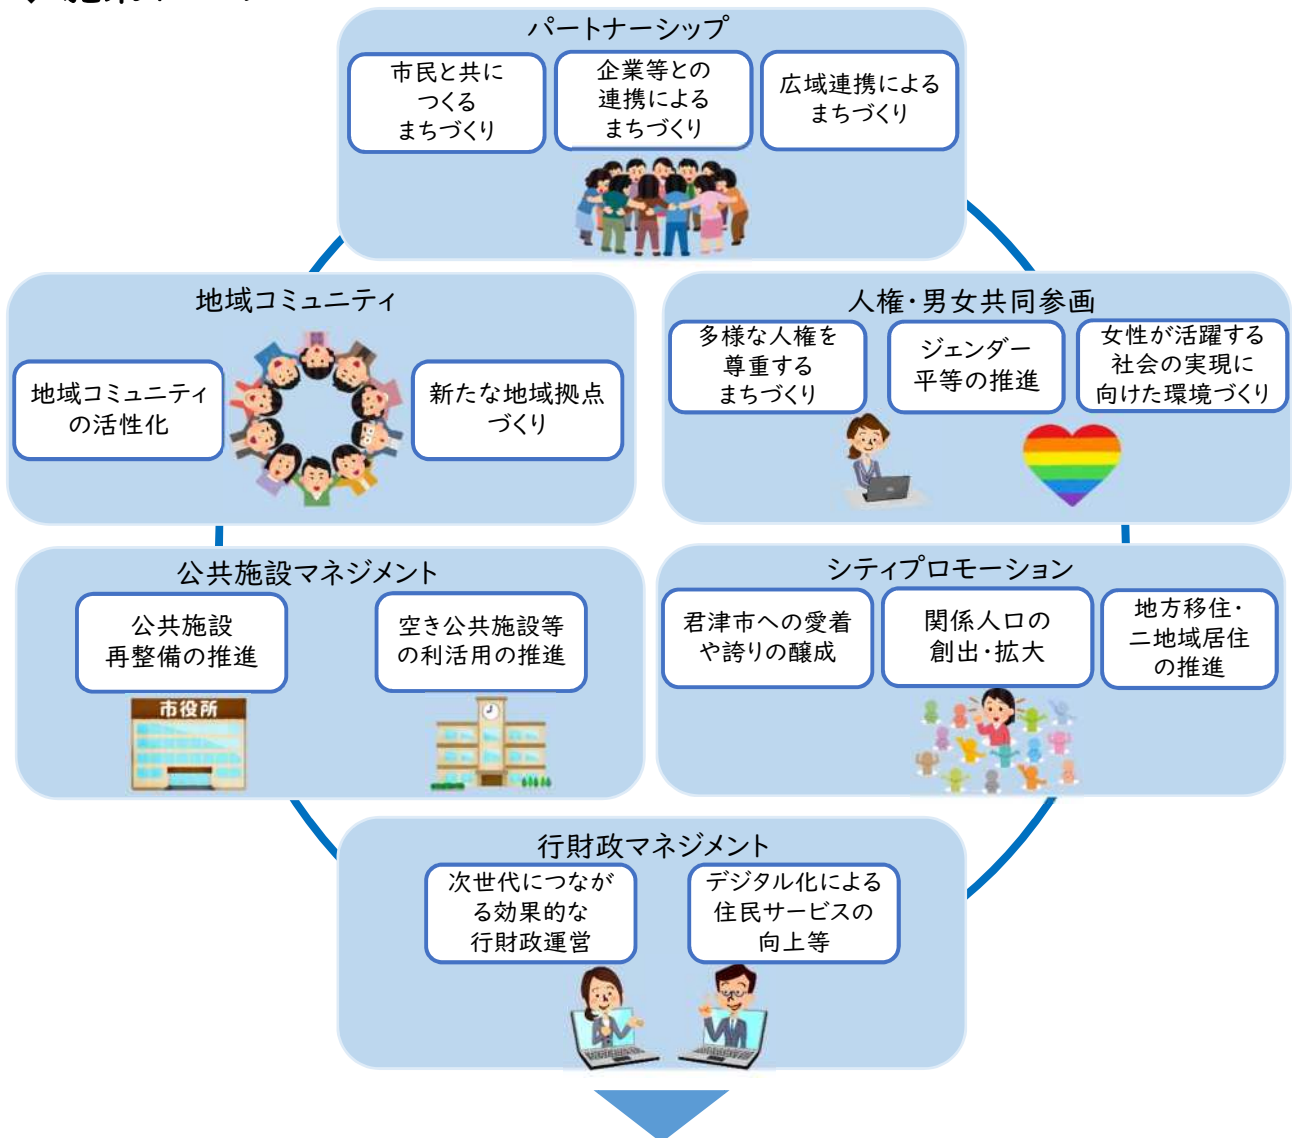 パートナーシップ
市民と共に
つくる
まちづくり
企業等との
連携による
まちづくり
広域連携による
まちづくり
地域コミュニティ
地域コミュニティ
の活性化
新たな地域拠点
づくり
人権・男女共同参画
多様な人権を
尊重する
まちづくり
ジェンダー
平等の推進
女性が活躍する
社会の実現に
向けた環境づくり
公共施設マネジメント
公共施設
再整備の推進
空き公共施設等
の利活用の推進
市役所
シティプロモーション
君津市への愛着
や誇りの醸成
関係人口の
創出・拡大
地方移住・
二地域居住
の推進
行財政マネジメント
次世代につなが
る効果的な
行財政運営
デジタル化による
住民サービスの
向上等